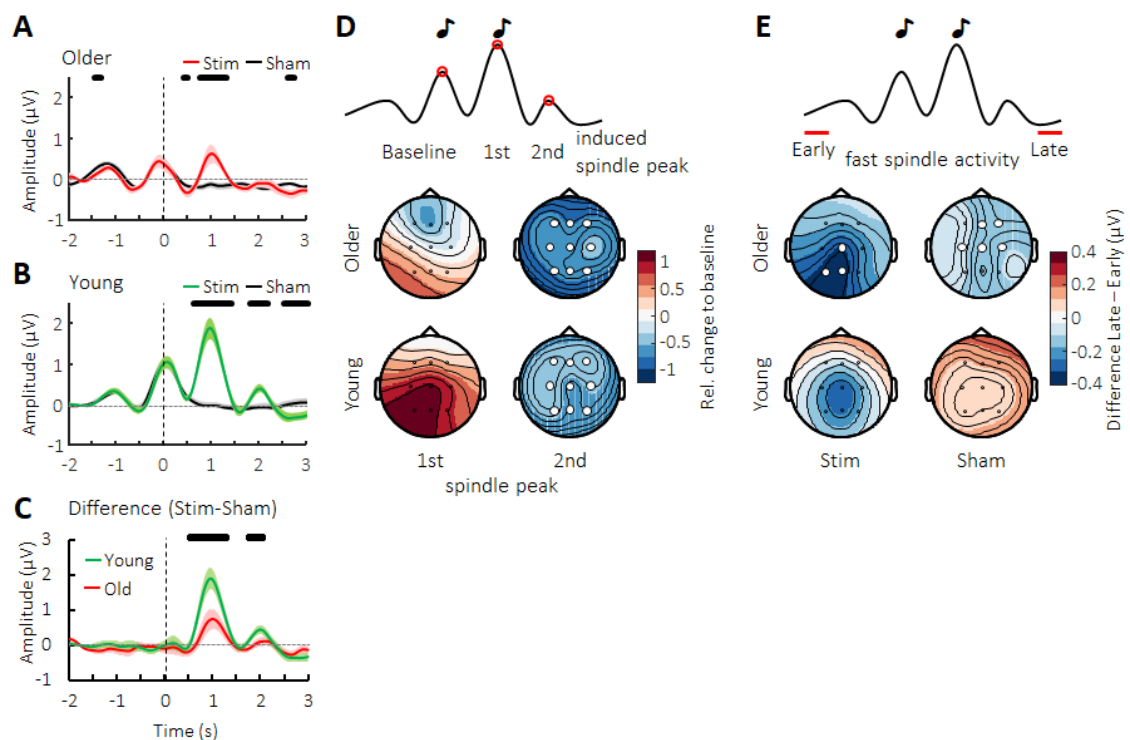 A
Older
Stim
Sham
Amplitude (µV)
2
1
0
-1
-2 -1 0 1 2 3
B
Young
Stim
Sham
Amplitude (µV)
2
1
0
-1
-2 -1 0 1 2 3
C
Difference (Stim-Sham)
Young
Old
Amplitude (µV)
3
2
1
0
-1
-2 -1 0 1 2 3
Time (s)
D
Baseline 1st 2nd induced
spindle peak
Older
Young
1
0.5
0
-0.5
-1
Rel. change to baseline
1st 2nd
spindle peak
E
Early fast spindle activity Late
Older
Young
0.4
0.2
0
-0.2
-0.4
Difference Late – Early (µV)
Stim Sham